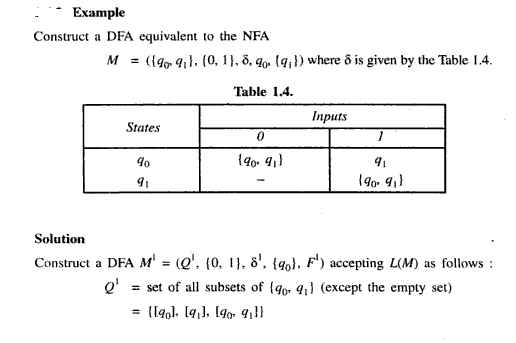 Example
Construct a DFA equivalent to the NFA
M = ({q₀, q₁}, {0, 1}, δ, q₀, {q₁}) where δ is given by the Table 1.4.
Table 1.4.
States Inputs
0 1
q₀ {q₀, q₁} q₁
q₁ – {q₀, q₁}
Solution
Construct a DFA M¹ = (Q¹, {0, 1}, δ¹, {q₀}, F¹) accepting L(M) as follows :
Q¹ = set of all subsets of {q₀, q₁} (except the empty set)
= {[q₀], [q₁], [q₀, q₁]}